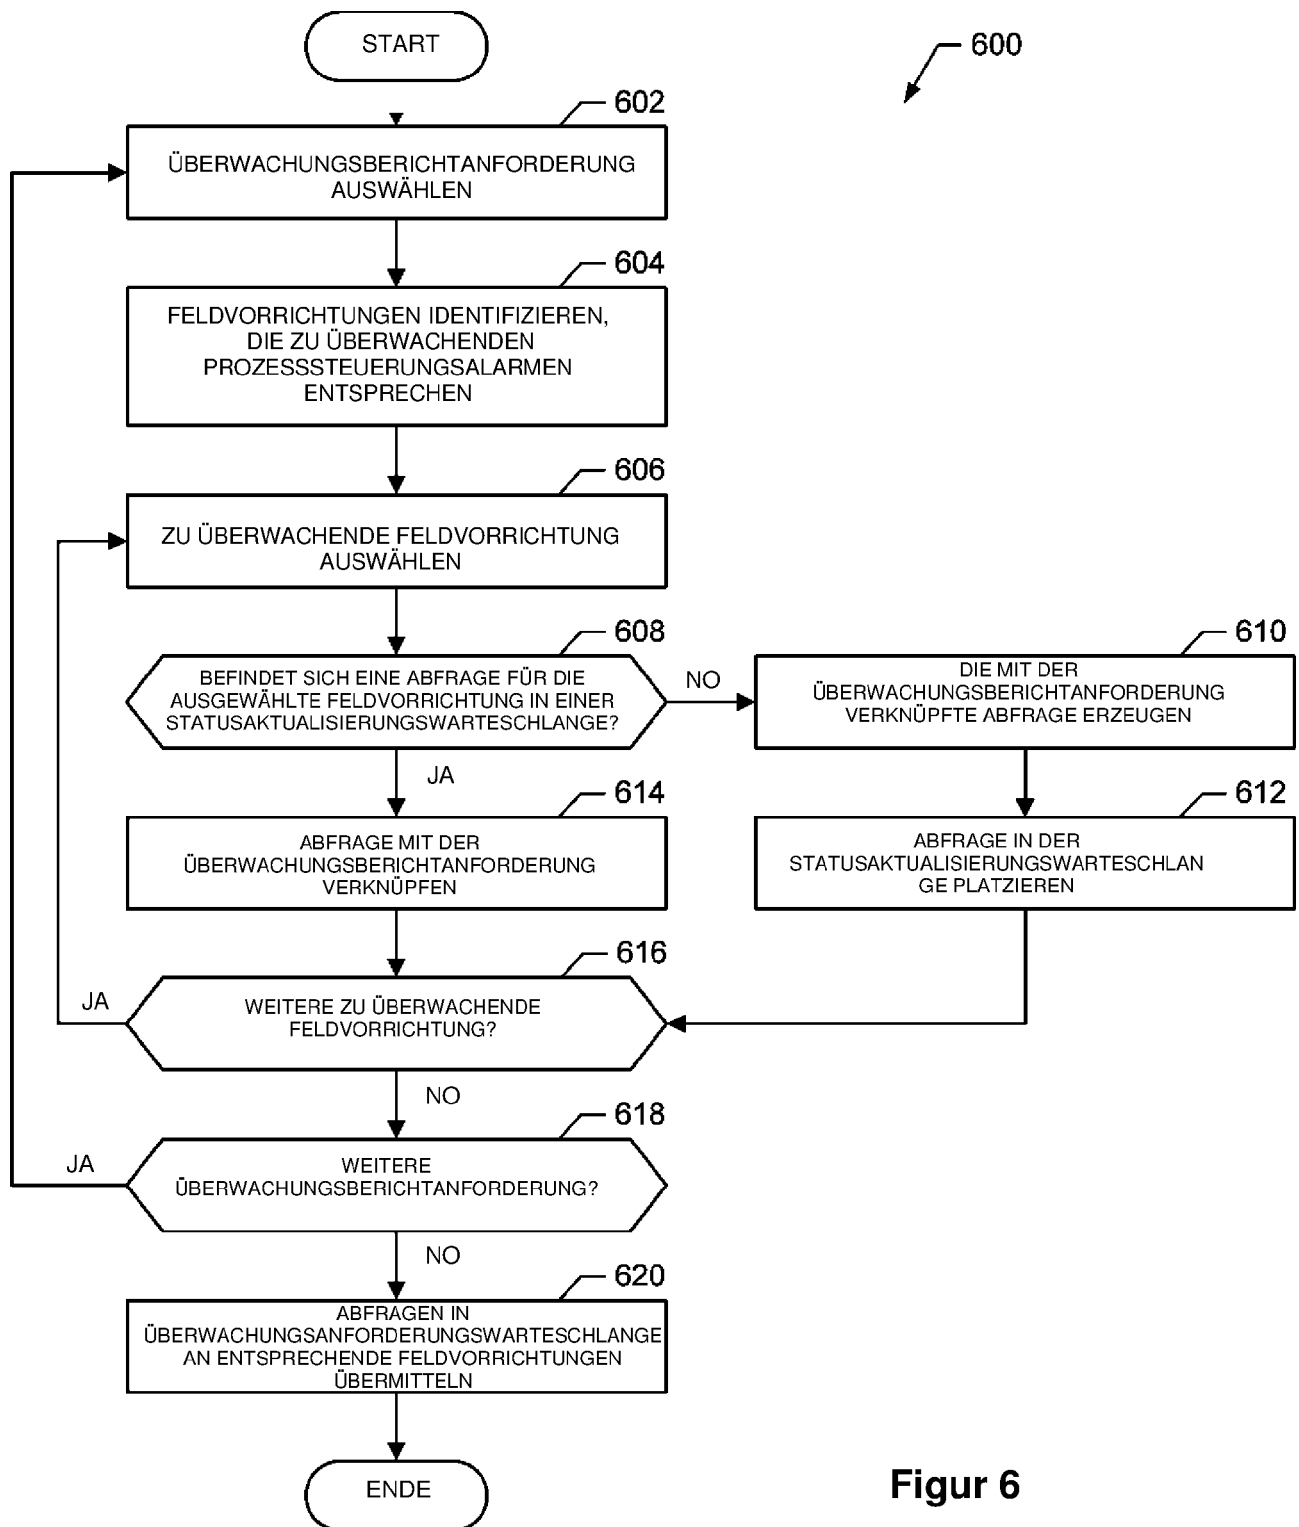 START
600
602
ÜBERWACHUNGSBERICHTANFORDERUNG
AUSWÄHLEN
604
FELDVORRICHTUNGEN IDENTIFIZIEREN,
DIE ZU ÜBERWACHENDEN
PROZESSSTEUERUNGSALARMEN
ENTSPRECHEN
606
ZU ÜBERWACHENDE FELDVORRICHTUNG
AUSWÄHLEN
608
BEFINDET SICH EINE ABFRAGE FÜR DIE
AUSGEWÄHLTE FELDVORRICHTUNG IN EINER
STATUSAKTUALISIERUNGSWARTESCHLANGE?
NO
610
DIE MIT DER
ÜBERWACHUNGSBERICHTANFORDERUNG
VERKNÜPFTE ABFRAGE ERZEUGEN
JA
614
ABFRAGE MIT DER
ÜBERWACHUNGSBERICHTANFORDERUNG
VERKNÜPFEN
612
ABFRAGE IN DER
STATUSAKTUALISIERUNGSWARTESCHLAN
GE PLATZIEREN
616
WEITERE ZU ÜBERWACHENDE
FELDVORRICHTUNG?
JA
NO
618
WEITERE
ÜBERWACHUNGSBERICHTANFORDERUNG?
JA
NO
620
ABFRAGEN IN
ÜBERWACHUNGSANFORDERUNGSWARTESCHLANGE
AN ENTSPRECHENDE FELDVORRICHTUNGEN
ÜBERMITTELN
ENDE
Figur 6